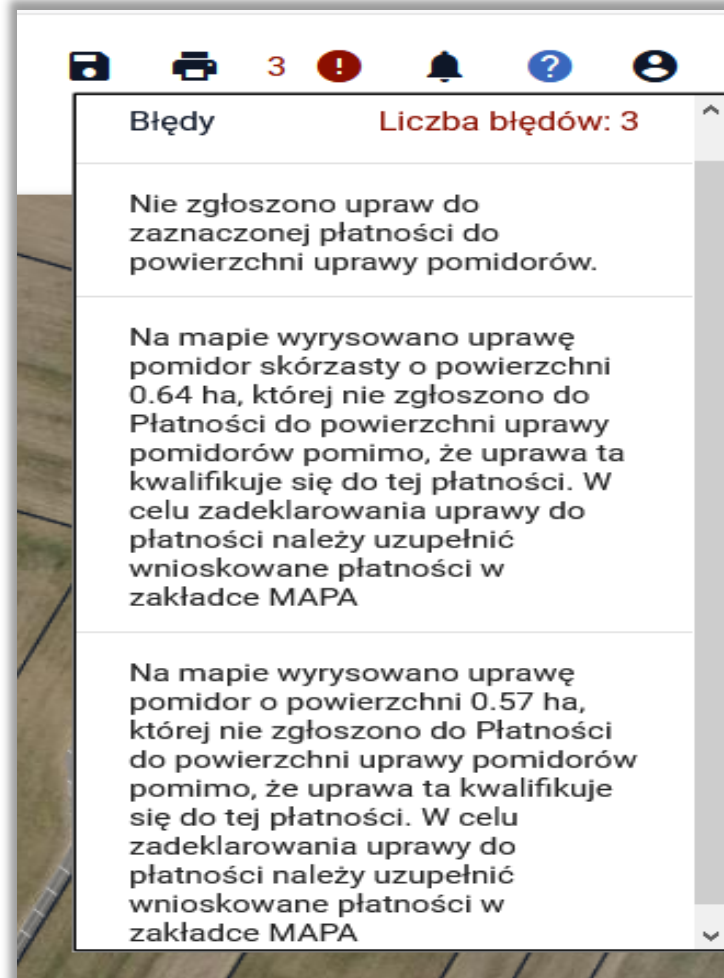 3
Błędy Liczba błędów: 3
Nie zgłoszono upraw do
zaznaczonej płatności do
powierzchni uprawy pomidorów.
Na mapie wyrysowano uprawę
pomidor skórzasty o powierzchni
0.64 ha, której nie zgłoszono do
Płatności do powierzchni uprawy
pomidorów pomimo, że uprawa ta
kwalifikuje się do tej płatności. W
celu zadeklarowania uprawy do
płatności należy uzupełnić
wnioskowane płatności w
zakładce MAPA
Na mapie wyrysowano uprawę
pomidor o powierzchni 0.57 ha,
której nie zgłoszono do Płatności
do powierzchni uprawy pomidorów
pomimo, że uprawa ta kwalifikuje
się do tej płatności. W celu
zadeklarowania uprawy do
płatności należy uzupełnić
wnioskowane płatności w
zakładce MAPA